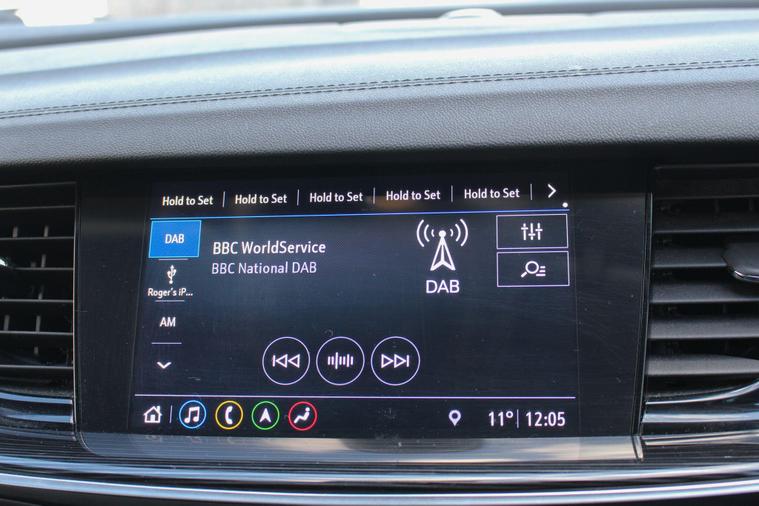 Hold to Set Hold to Set Hold to Set Hold to Set Hold to Set
DAB
BBC WorldService
BBC National DAB
DAB
Roger's iP...
AM
11° 12:05